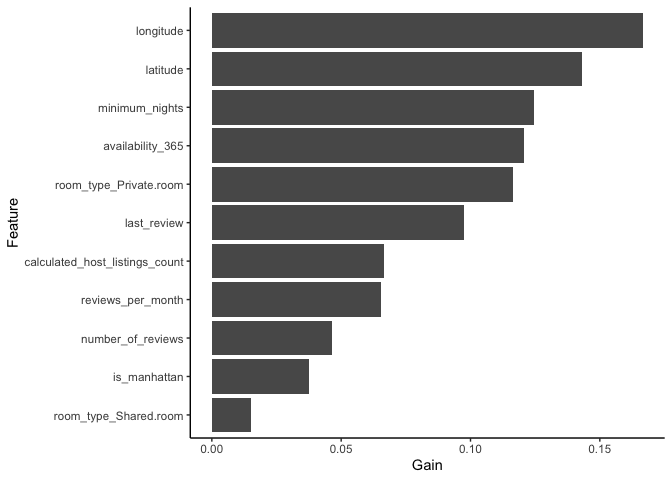 longitude
latitude
minimum_nights
availability_365
room_type_Private.room
last_review
calculated_host_listings_count
reviews_per_month
number_of_reviews
is_manhattan
room_type_Shared.room
Feature
0.00 0.05 0.10 0.15
Gain